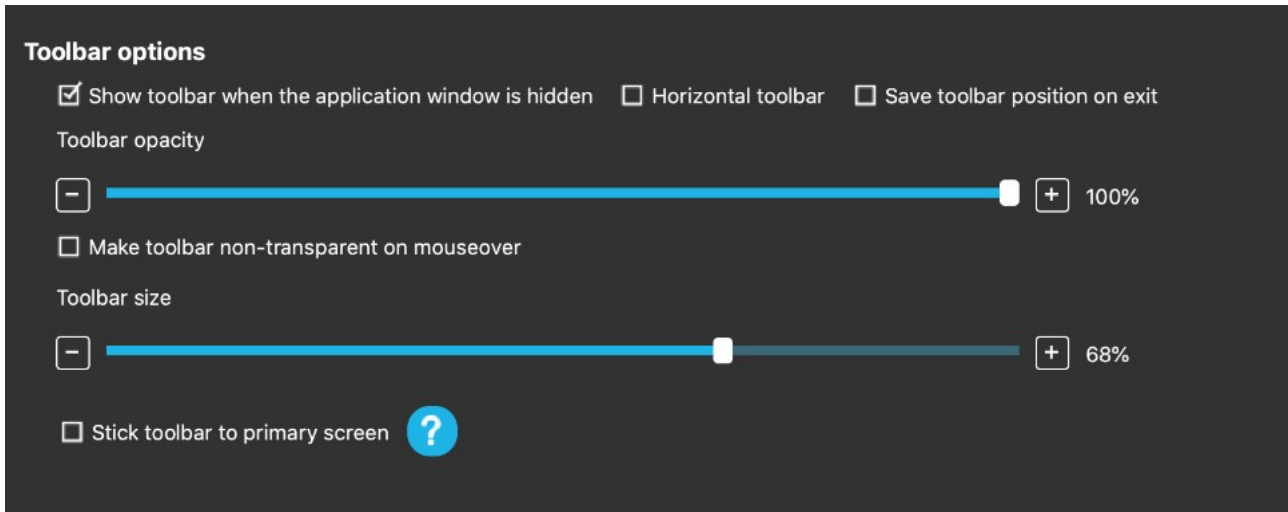 Toolbar options
Show toolbar when the application window is hidden Horizontal toolbar Save toolbar position on exit
Toolbar opacity
− + 100%
Make toolbar non-transparent on mouseover
Toolbar size
− + 68%
Stick toolbar to primary screen ?